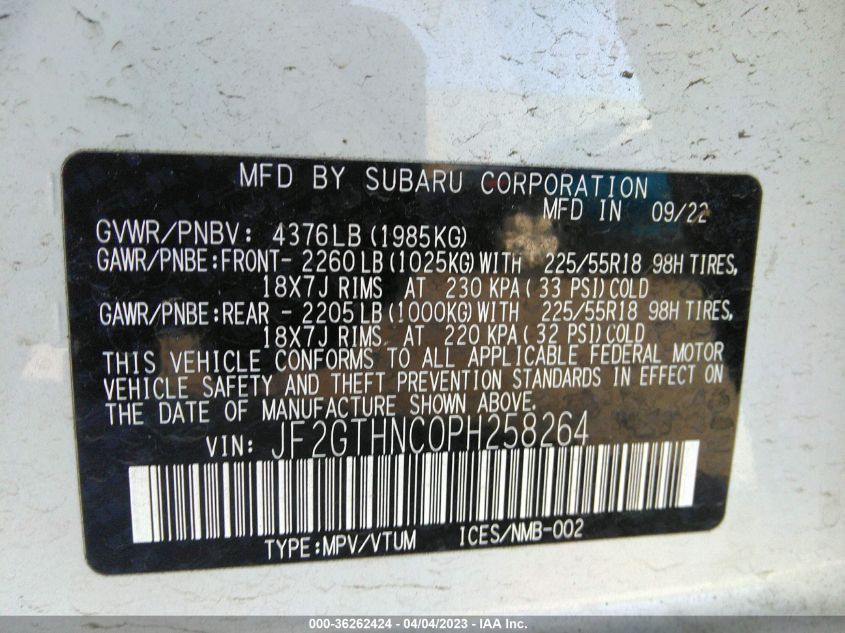 MFD BY SUBARU CORPORATION
MFD IN 09/22
GVWR/PNBV: 4376LB (1985KG)
GAWR/PNBE:FRONT- 2260LB (1025KG)WITH 225/55R18 98H TIRES,
18X7J RIMS AT 230 KPA( 33 PSI)COLD
GAWR/PNBE:REAR - 2205LB (1000KG)WITH 225/55R18 98H TIRES,
18X7J RIMS. AT 220 KPA( 32 PSI)COLD
THIS VEHICLE CONFORMS TO ALL APPLICABLE FEDERAL MOTOR
VEHICLE SAFETY AND THEFT PREVENTION STANDARDS IN EFFECT ON
THE DATE OF MANUFACTURE SHOWN ABOVE.
VIN: JF2GTHNC0PH258264
TYPE:MPV/VTUM ICES/NMB-002
000-36262424 - 04/04/2023 - IAA Inc.